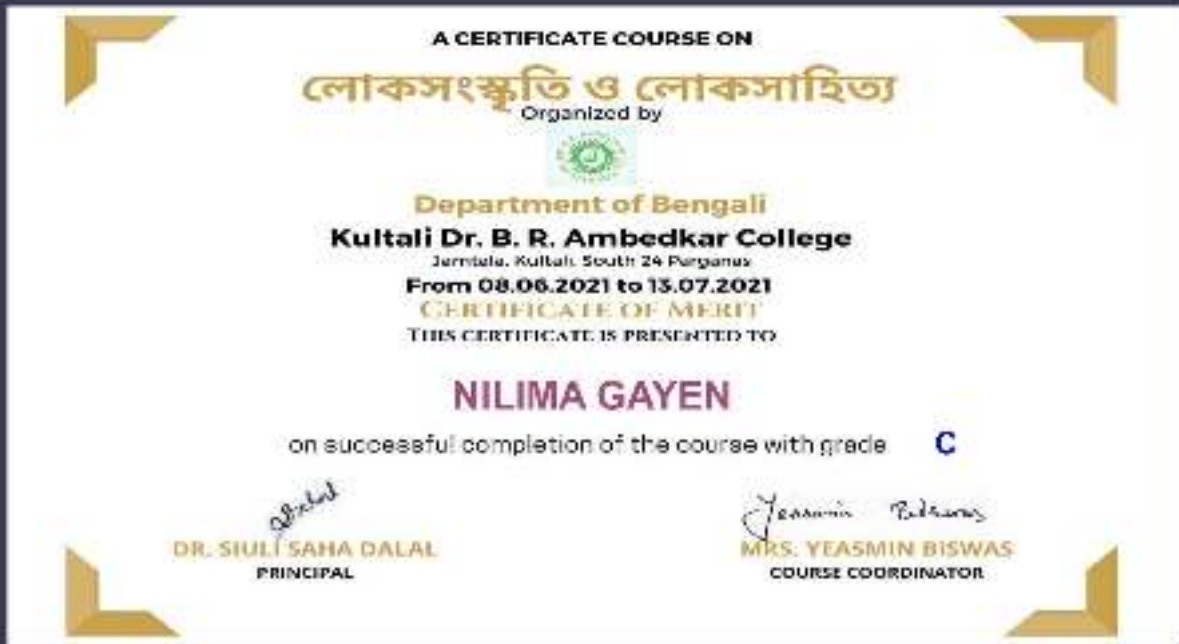 A CERTIFICATE COURSE ON
লোকসংস্কৃতি ও লোকসাহিত্য
Organized by
Department of Bengali
Kultali Dr. B. R. Ambedkar College
Jamtala, Kultali, South 24 Parganas
From 08.06.2021 to 13.07.2021
CERTIFICATE OF MERIT
THIS CERTIFICATE IS PRESENTED TO
NILIMA GAYEN
on successful completion of the course with grade C
Yeasmin Biswas
DR. SIULI SAHA DALAL
MRS. YEASMIN BISWAS
PRINCIPAL
COURSE COORDINATOR